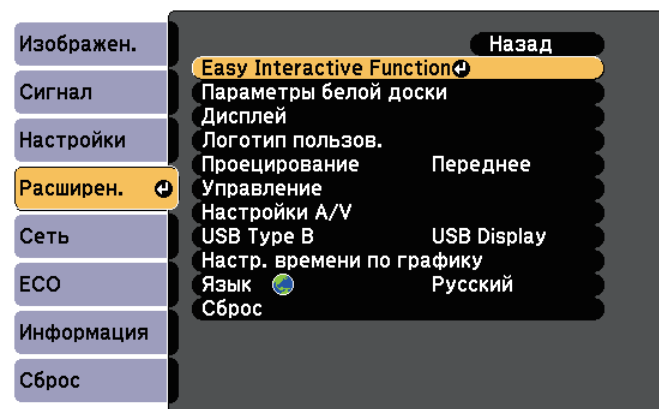 Изображен.
Сигнал
Настройки
Расширен.
Сеть
ECO
Информация
Сброс
Назад
Easy Interactive Function
Параметры белой доски
Дисплей
Логотип пользов.
Проецирование Переднее
Управление
Настройки A/V
USB Type B USB Display
Настр. времени по графику
Язык Русский
Сброс